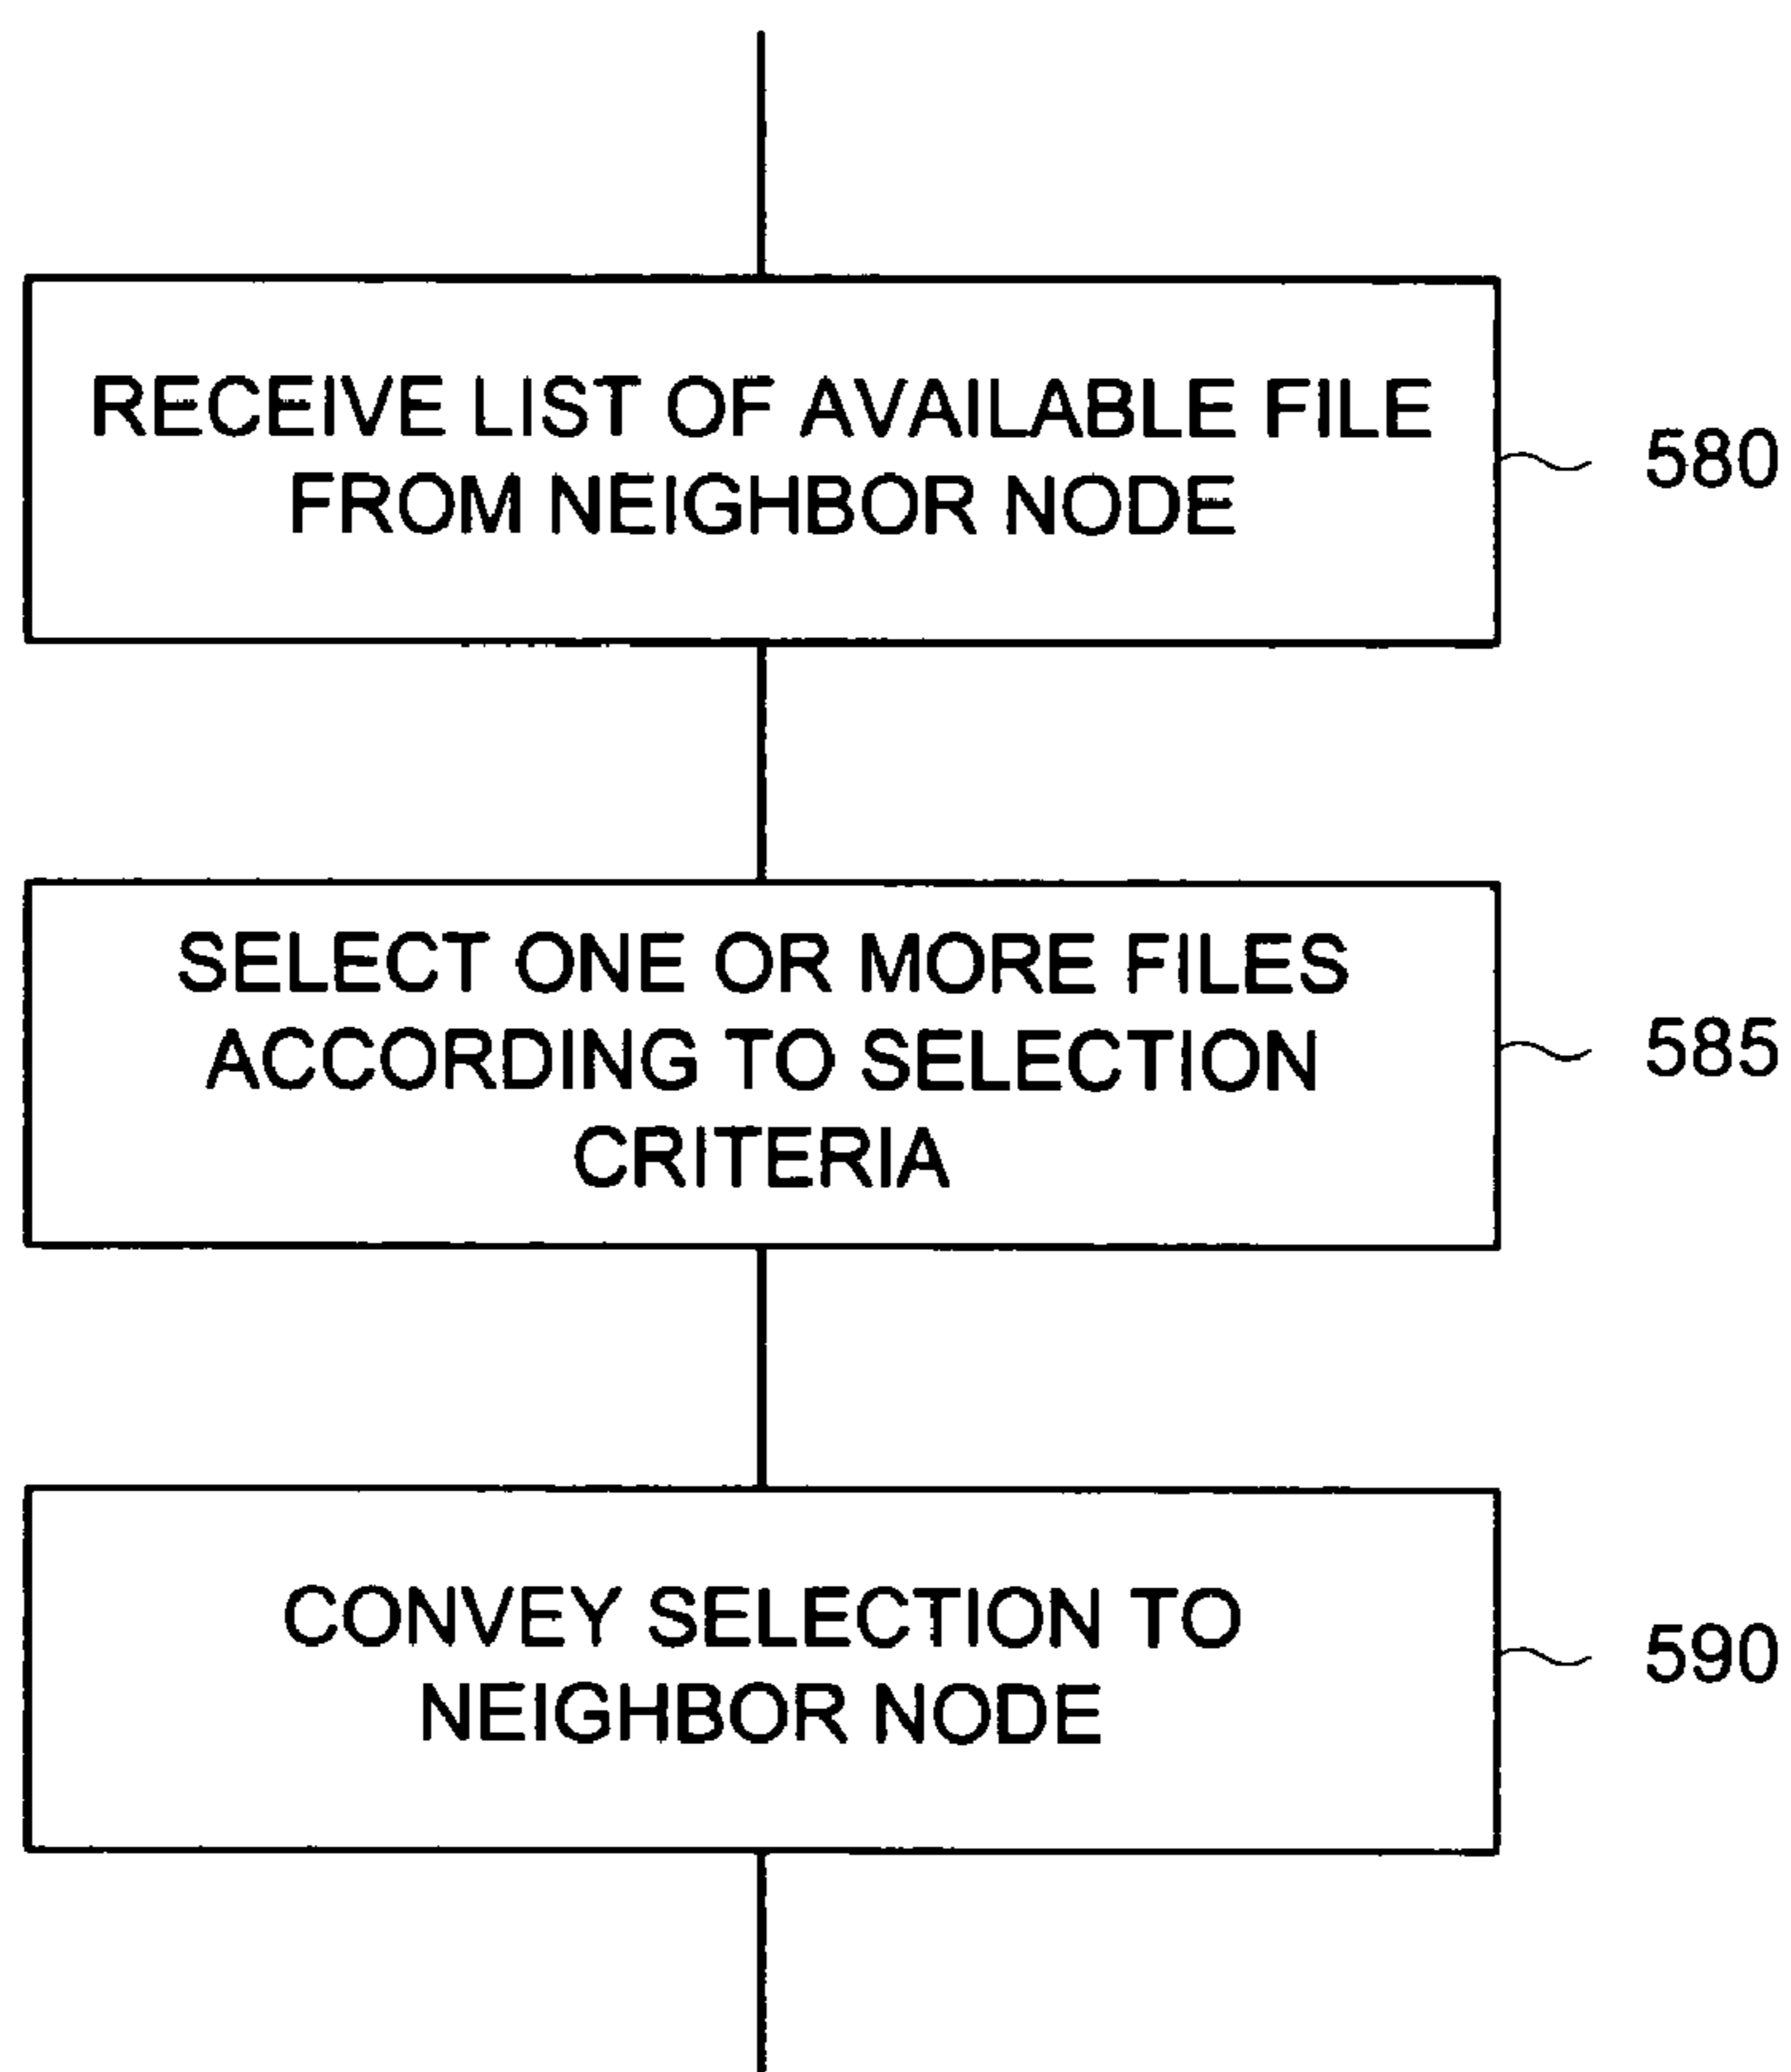 RECEIVE LIST OF AVAILABLE FILE
FROM NEIGHBOR NODE
580
SELECT ONE OR MORE FILES
ACCORDING TO SELECTION
CRITERIA
585
CONVEY SELECTION TO
NEIGHBOR NODE
590